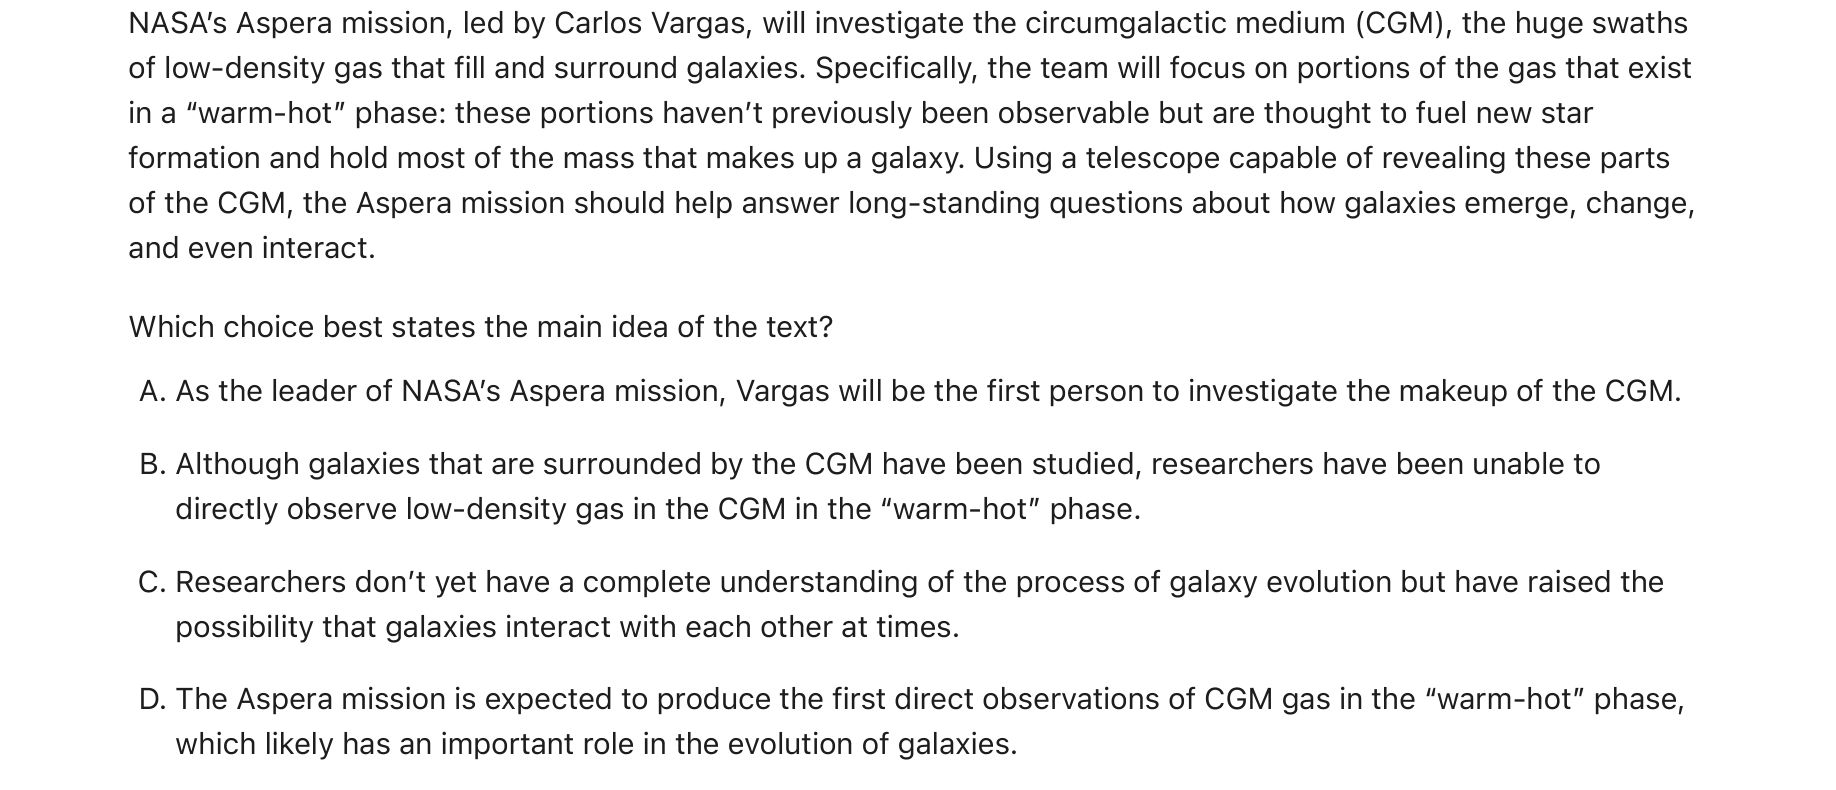 NASA’s Aspera mission, led by Carlos Vargas, will investigate the circumgalactic medium (CGM), the huge swaths
of low-density gas that fill and surround galaxies. Specifically, the team will focus on portions of the gas that exist
in a “warm-hot” phase: these portions haven’t previously been observable but are thought to fuel new star
formation and hold most of the mass that makes up a galaxy. Using a telescope capable of revealing these parts
of the CGM, the Aspera mission should help answer long-standing questions about how galaxies emerge, change,
and even interact.
Which choice best states the main idea of the text?
A. As the leader of NASA’s Aspera mission, Vargas will be the first person to investigate the makeup of the CGM.
B. Although galaxies that are surrounded by the CGM have been studied, researchers have been unable to
directly observe low-density gas in the CGM in the “warm-hot” phase.
C. Researchers don’t yet have a complete understanding of the process of galaxy evolution but have raised the
possibility that galaxies interact with each other at times.
D. The Aspera mission is expected to produce the first direct observations of CGM gas in the “warm-hot” phase,
which likely has an important role in the evolution of galaxies.